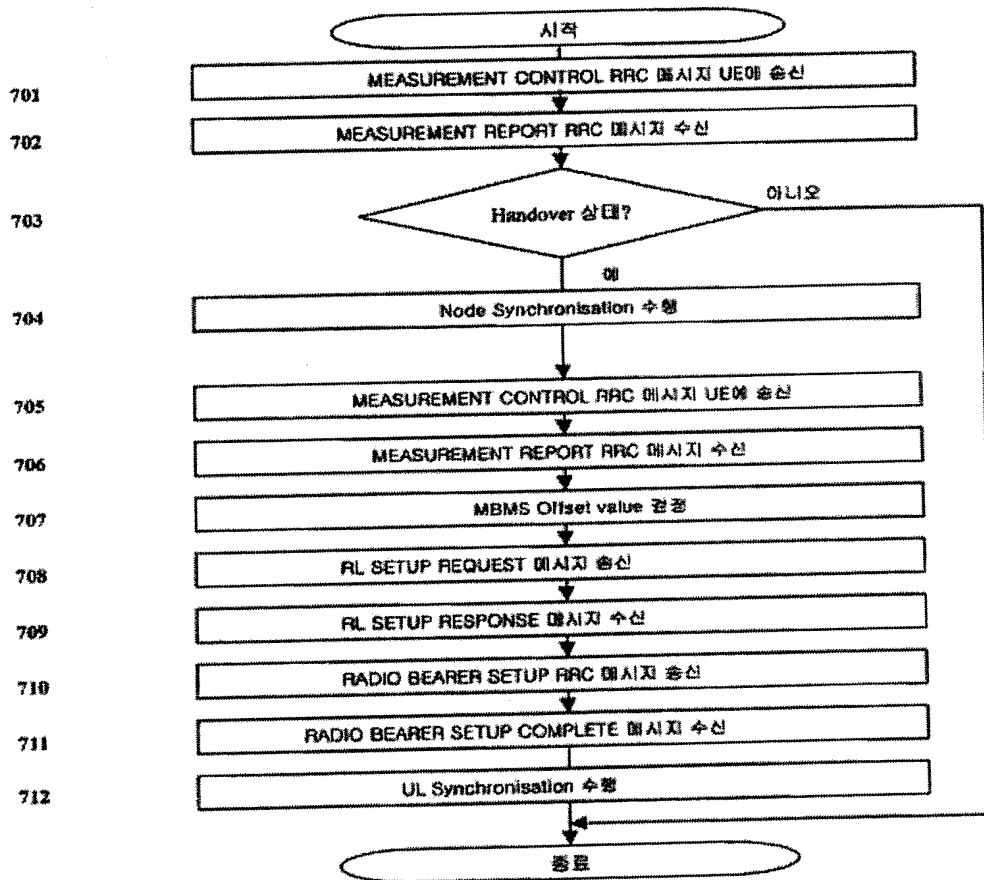 시작
701 MEASUREMENT CONTROL RRC 메시지 UE에 송신
702 MEASUREMENT REPORT RRC 메시지 수신
703 Handover 상태? 아니오
예
704 Node Synchronisation 수행
705 MEASUREMENT CONTROL RRC 메시지 UE에 송신
706 MEASUREMENT REPORT RRC 메시지 수신
707 MBMS Offset value 결정
708 RL SETUP REQUEST 메시지 송신
709 RL SETUP RESPONSE 메시지 수신
710 RADIO BEARER SETUP RRC 메시지 송신
711 RADIO BEARER SETUP COMPLETE 메시지 수신
712 UL Synchronisation 수행
종료